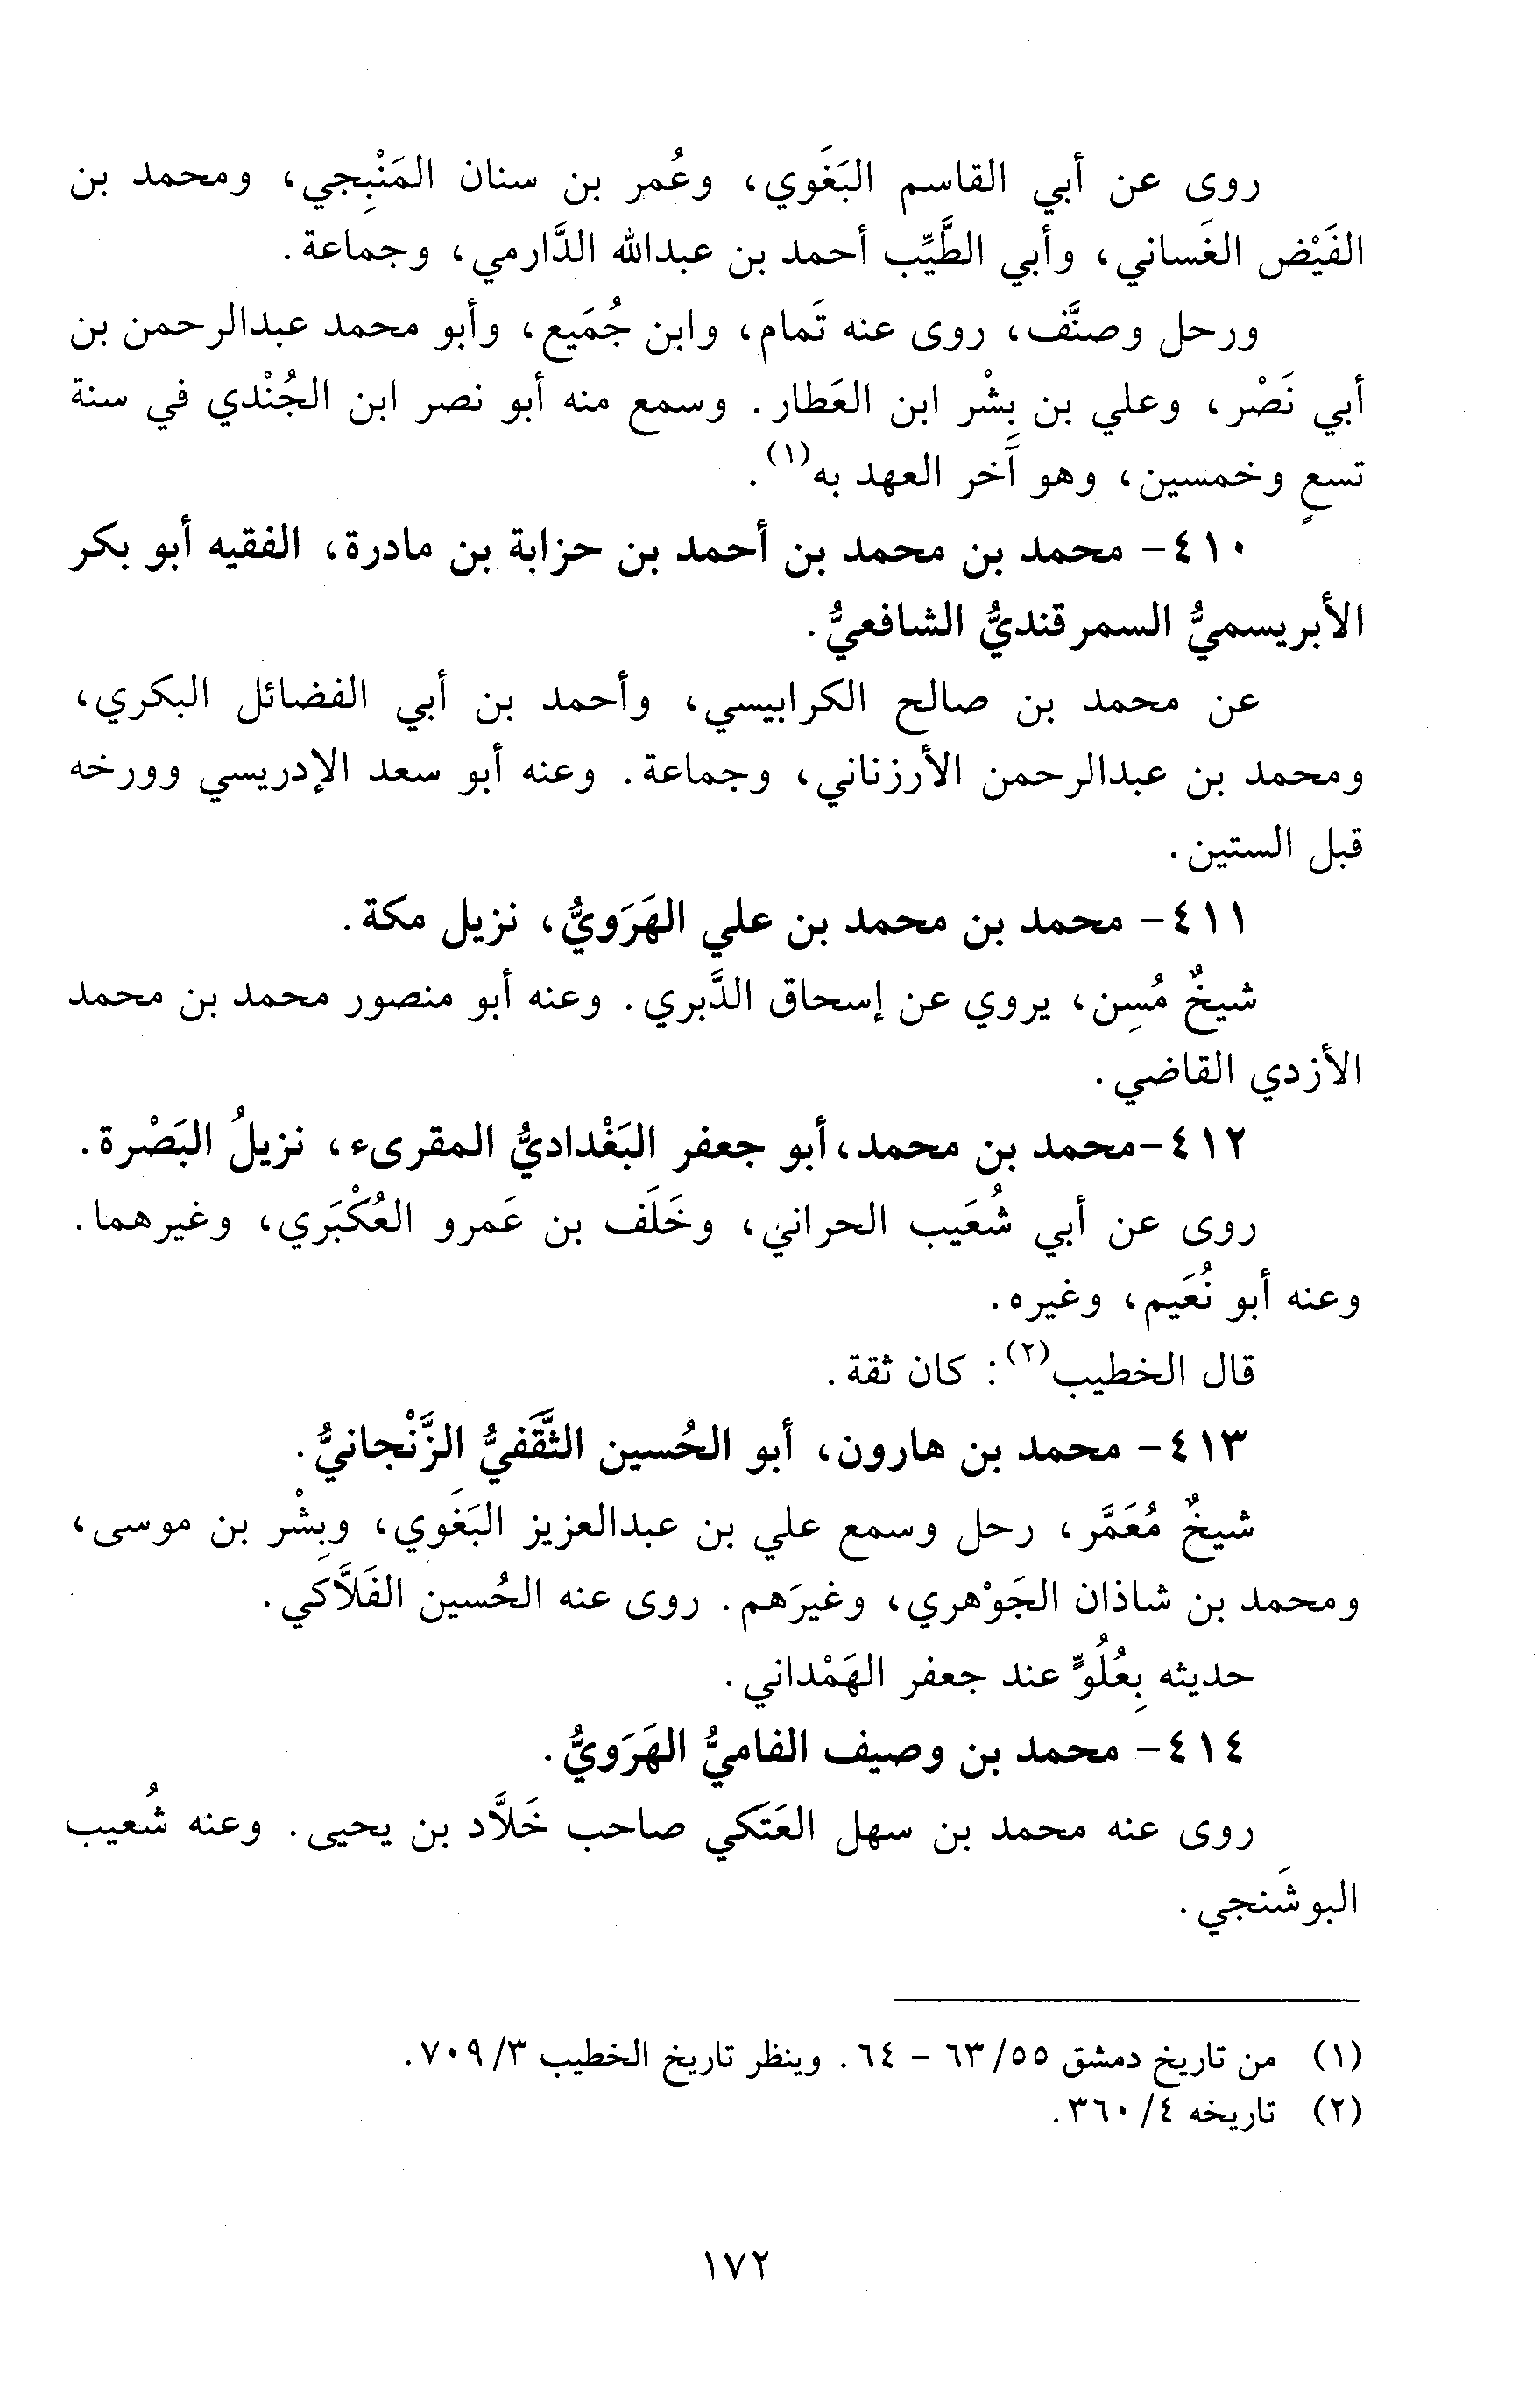 روى عن أبي القاسم البَغَوي، وعُمر بن سنان المَنْبِجي، ومحمد بن
الفَيْض الغَساني، وأبي الطَّيِّب أحمد بن عبدالله الدَّارمي، وجماعة.
ورحل وصنَّف، روى عنه تَمام، وابن جُمَيع، وأبو محمد عبدالرحمن بن
أبي نَصْر، وعلي بن بِشْر ابن العَطار. وسمع منه أبو نصر ابن الجُنْدي في سنة
تسعٍ وخمسين، وهو آخَر العهد به(١).
٤١٠- محمد بن محمد بن أحمد بن حزابة بن مادرة، الفقيه أبو بكر
الأبريسميُّ السمرقنديُّ الشافعيُّ.
عن محمد بن صالح الكرابيسي، وأحمد بن أبي الفضائل البكري،
ومحمد بن عبدالرحمن الأرزناني، وجماعة. وعنه أبو سعد الإدريسي وورخه
قبل الستين.
٤١١- محمد بن محمد بن علي الهَرَويُّ، نزيل مكة.
شيخٌ مُسِن، يروي عن إسحاق الدَّبري. وعنه أبو منصور محمد بن محمد
الأزدي القاضي.
٤١٢-محمد بن محمد،أبو جعفر البَغْداديُّ المقرىء، نزيلُ البَصْرة.
روى عن أبي شُعَيب الحراني، وخَلَف بن عَمرو العُكْبَري، وغيرهما.
وعنه أبو نُعَيم، وغيره.
قال الخطيب(٢): كان ثقة.
٤١٣- محمد بن هارون، أبو الحُسين الثَّقَفيُّ الزَّنْجانيُّ.
شيخٌ مُعَمَّر، رحل وسمع علي بن عبدالعزيز البَغَوي، وبِشْر بن موسى،
ومحمد بن شاذان الجَوْهري، وغيرَهم. روى عنه الحُسين الفَلاَّكي.
حديثه بِعُلُوٍّ عند جعفر الهَمْداني.
٤١٤- محمد بن وصيف الفاميُّ الهَرَويُّ.
روى عنه محمد بن سهل العَتَكي صاحب خَلاَّد بن يحيى. وعنه شُعيب
البوشَنجي.
(١) من تاريخ دمشق ٥٥/ ٦٣ - ٦٤. وينظر تاريخ الخطيب ٣/ ٧٠٩.
(٢) تاريخه ٤/ ٣٦٠.
١٧٢